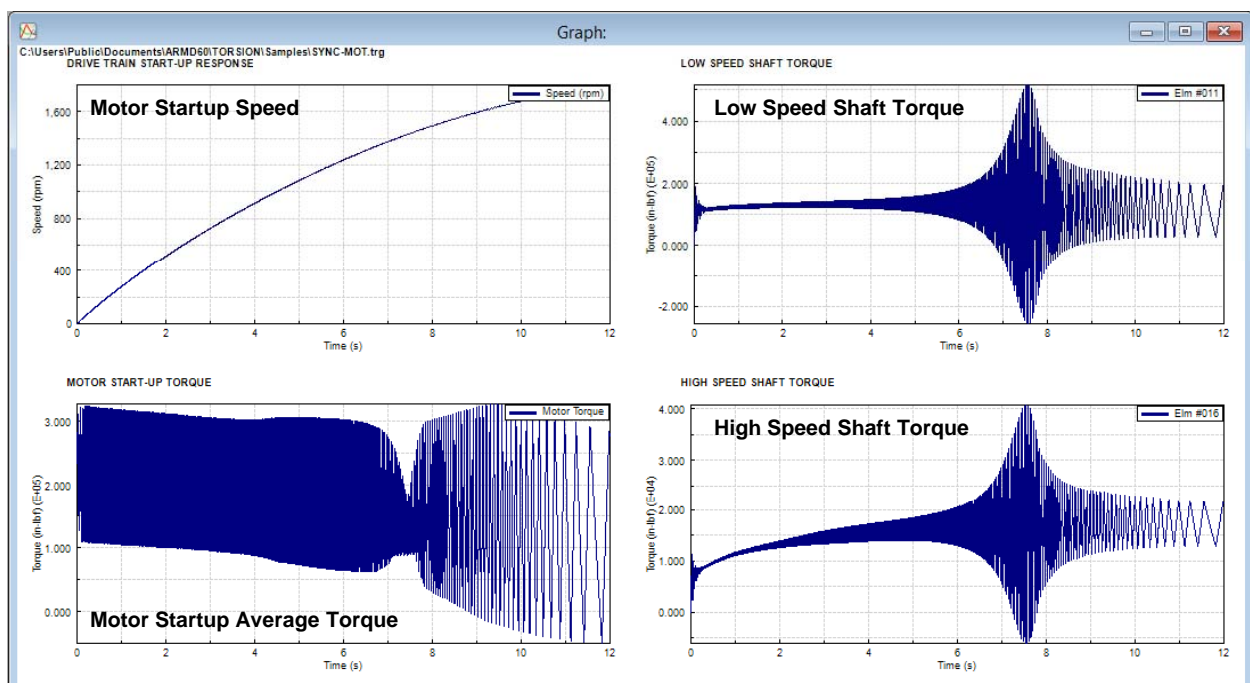 Graph:
C:\Users\Public\Documents\ARMD60\TORSION\Samples\SYNC-MOT.trg
DRIVE TRAIN START-UP RESPONSE
Motor Startup Speed
Speed (rpm)
Speed (rpm)
1,600
1,200
800
400
0
0 2 4 6 8 10 12
Time (s)
LOW SPEED SHAFT TORQUE
Low Speed Shaft Torque
Elm #011
Torque (in-lbf) (E+05)
4.000
2.000
0.000
-2.000
0 2 4 6 8 10 12
Time (s)
MOTOR START-UP TORQUE
Motor Torque
Torque (in-lbf) (E+05)
3.000
2.000
1.000
0.000
Motor Startup Average Torque
0 2 4 6 8 10 12
Time (s)
HIGH SPEED SHAFT TORQUE
High Speed Shaft Torque
Elm #016
Torque (in-lbf) (E+04)
4.000
3.000
2.000
1.000
0.000
0 2 4 6 8 10 12
Time (s)